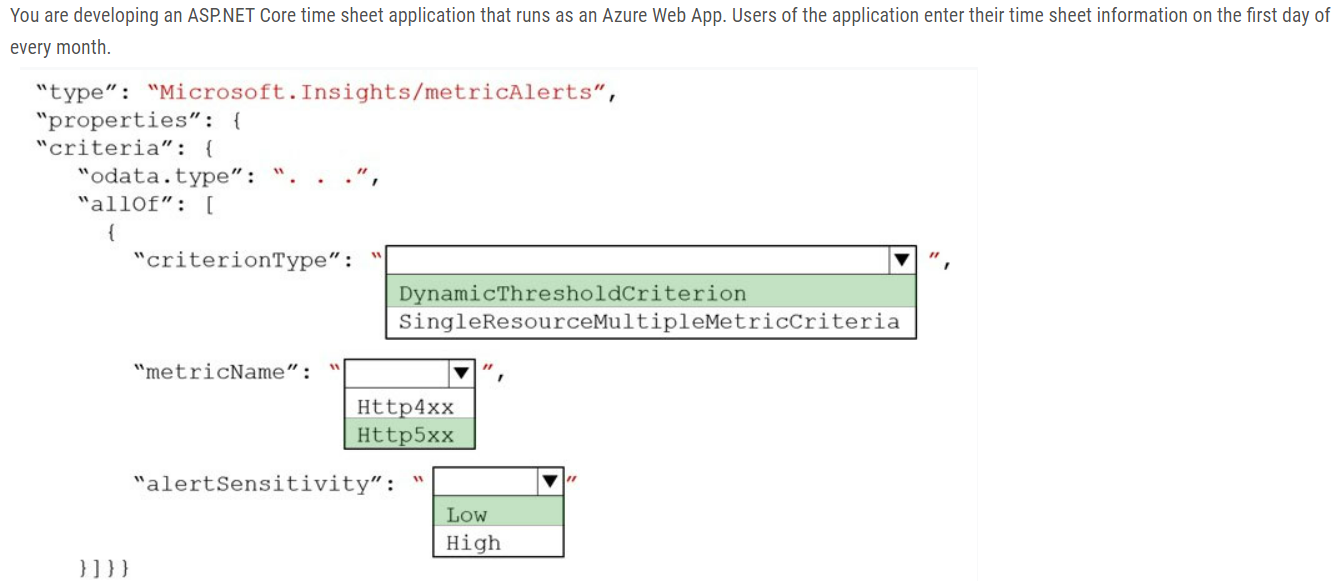 You are developing an ASP.NET Core time sheet application that runs as an Azure Web App. Users of the application enter their time sheet information on the first day of
every month.
“type”: “Microsoft.Insights/metricAlerts”,
“properties”: {
“criteria”: {
“odata.type”: “. . .”,
“allOf”: [
{
“criterionType”: “ ▼ ”,
DynamicThresholdCriterion
SingleResourceMultipleMetricCriteria
“metricName”: “ ▼ ”,
Http4xx
Http5xx
“alertSensitivity”: “ ▼ ”
Low
High
}]}}